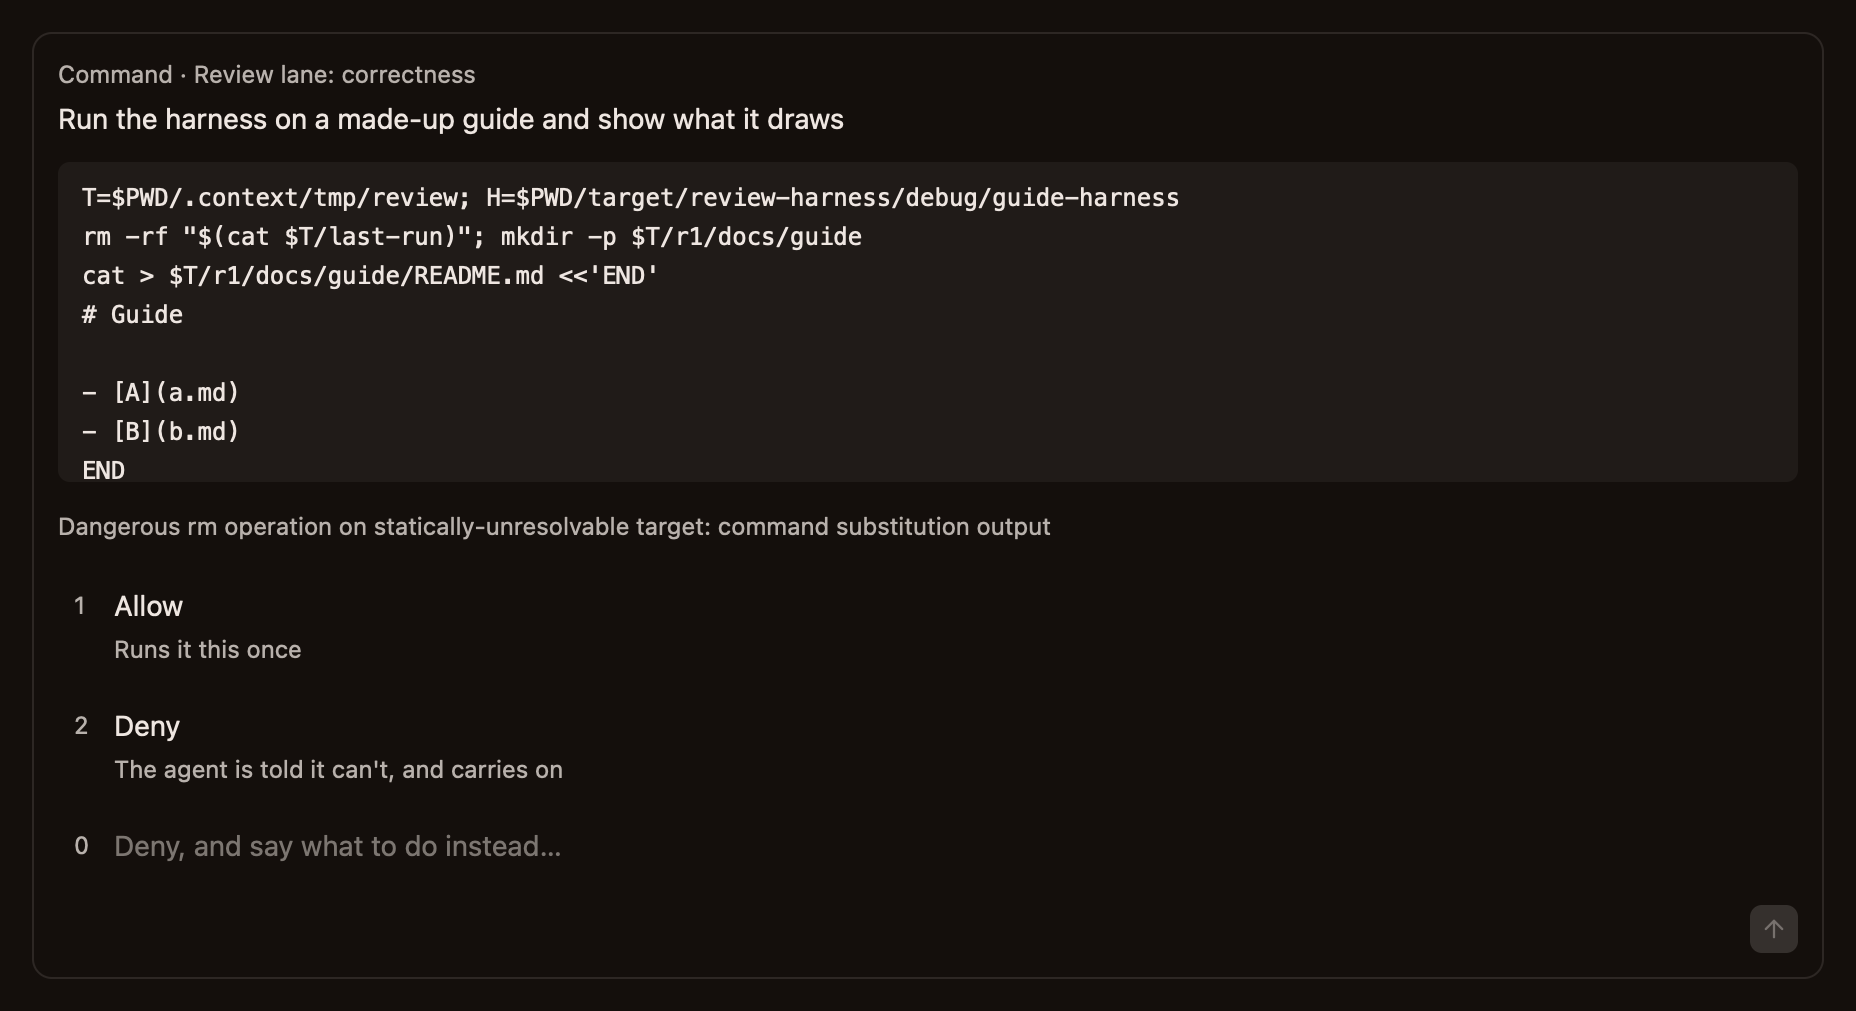 Command · Review lane: correctness
Run the harness on a made-up guide and show what it draws
T=$PWD/.context/tmp/review; H=$PWD/target/review-harness/debug/guide-harness
rm -rf "$(cat $T/last-run)"; mkdir -p $T/r1/docs/guide
cat > $T/r1/docs/guide/README.md <<'END'
# Guide

- [A](a.md)
- [B](b.md)
END
Dangerous rm operation on statically-unresolvable target: command substitution output
1 Allow
Runs it this once
2 Deny
The agent is told it can't, and carries on
0 Deny, and say what to do instead...